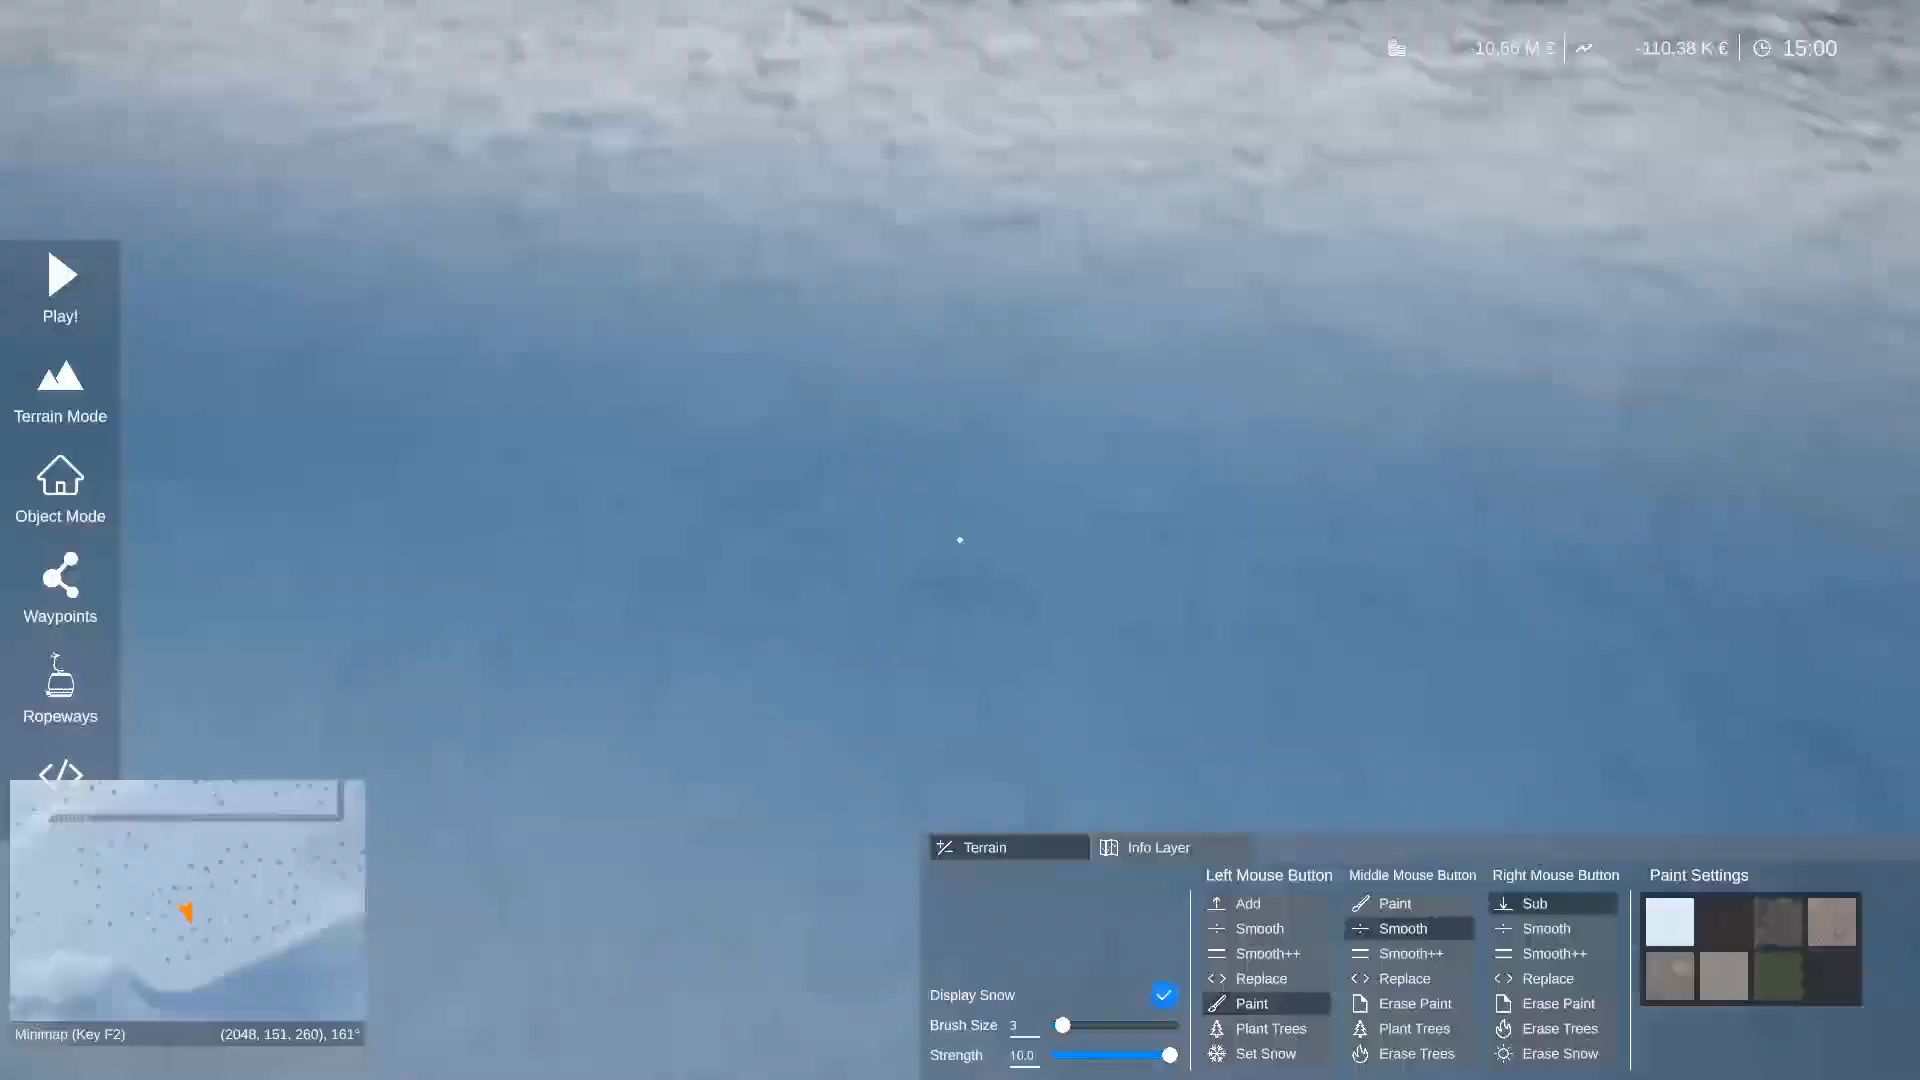 -10,66 M € -110,38 K € 15:00
Play!
Terrain Mode
Object Mode
Waypoints
Ropeways
Minimap (Key F2) (2048, 151, 260), 161°
Terrain Info Layer
Left Mouse Button Middle Mouse Button Right Mouse Button Paint Settings
Add Paint Sub
Smooth Smooth Smooth
Smooth++ Smooth++ Smooth++
Replace Replace Replace
Display Snow
Paint Erase Paint Erase Paint
Brush Size 3
Plant Trees Plant Trees Erase Trees
Strength 10.0
Set Snow Erase Trees Erase Snow